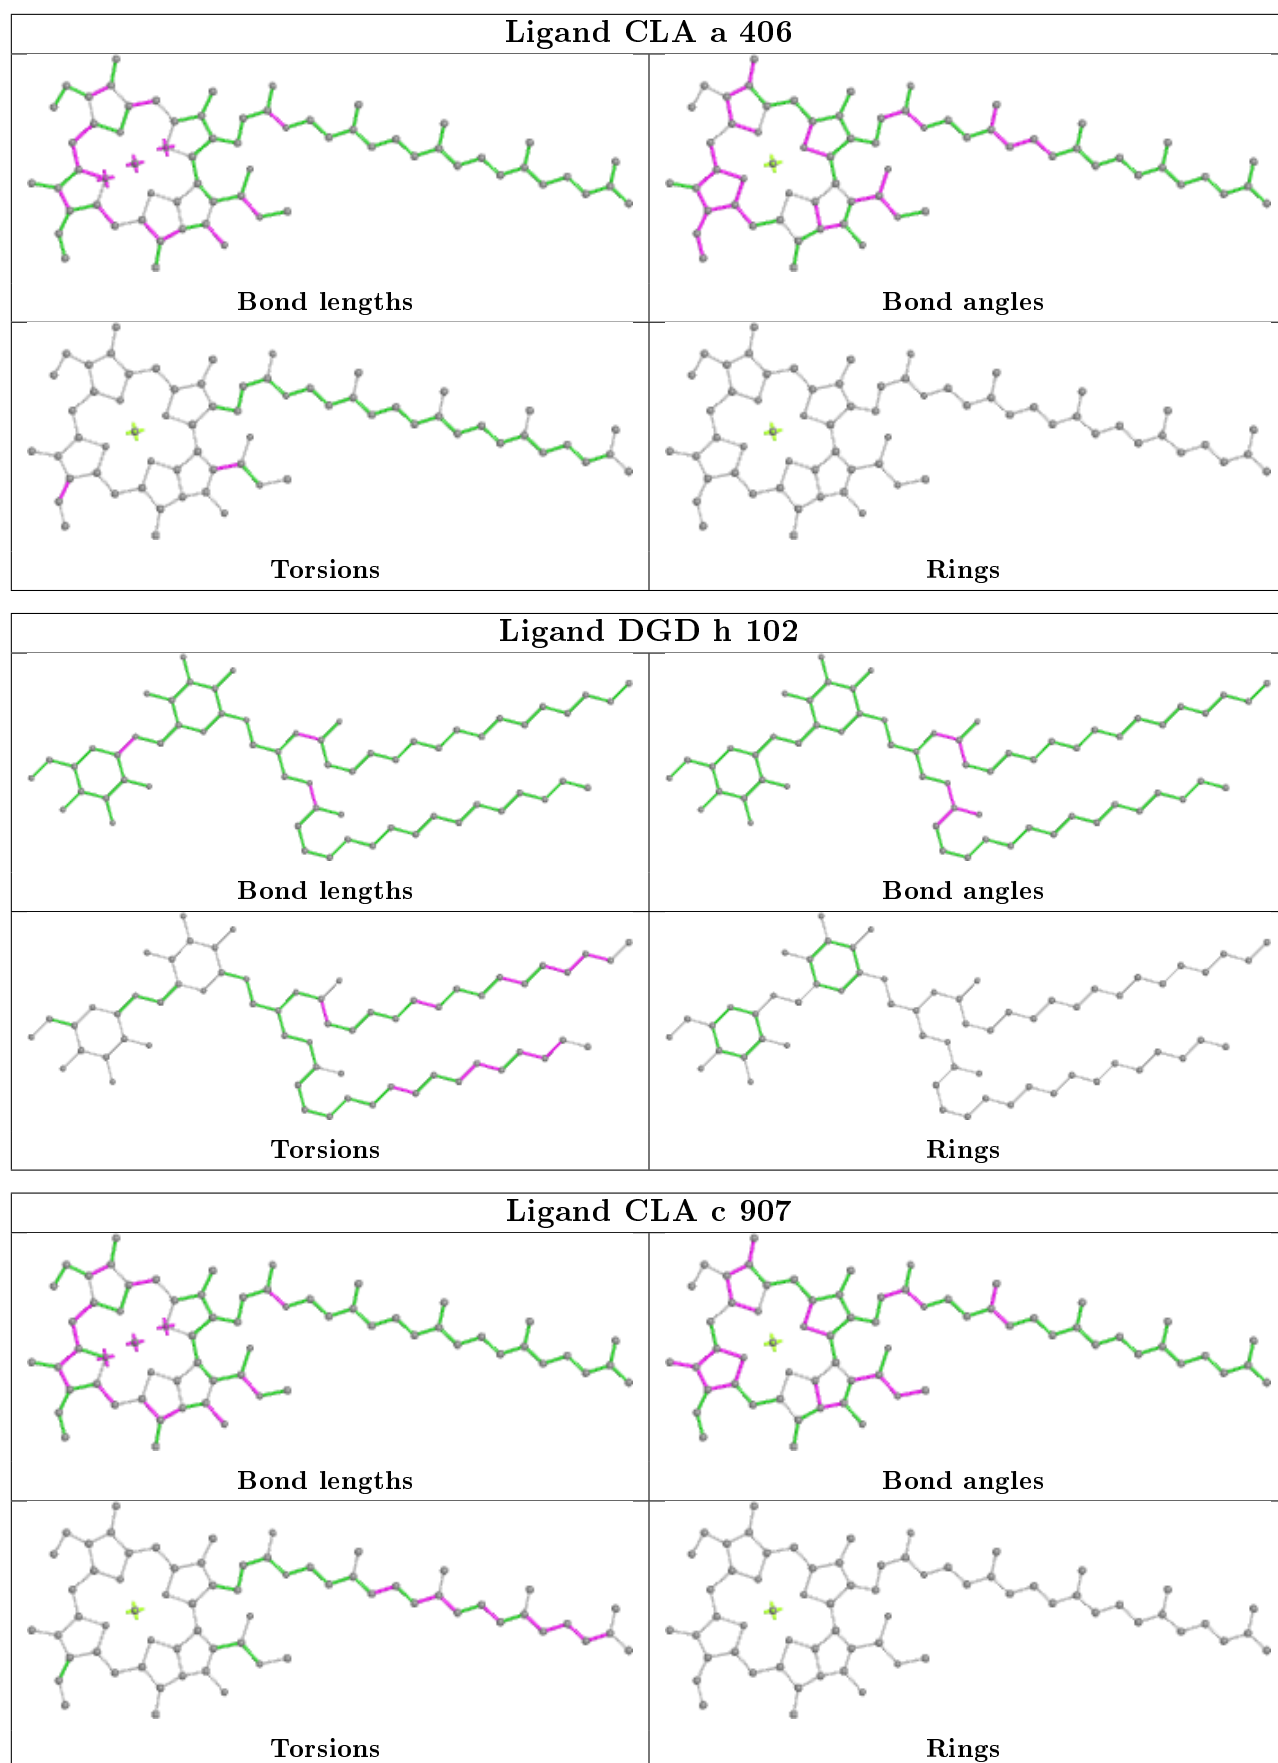 Ligand CLA a 406
Bond lengths
Bond angles
Torsions
Rings
Ligand DGD h 102
Bond lengths
Bond angles
Torsions
Rings
Ligand CLA c 907
Bond lengths
Bond angles
Torsions
Rings